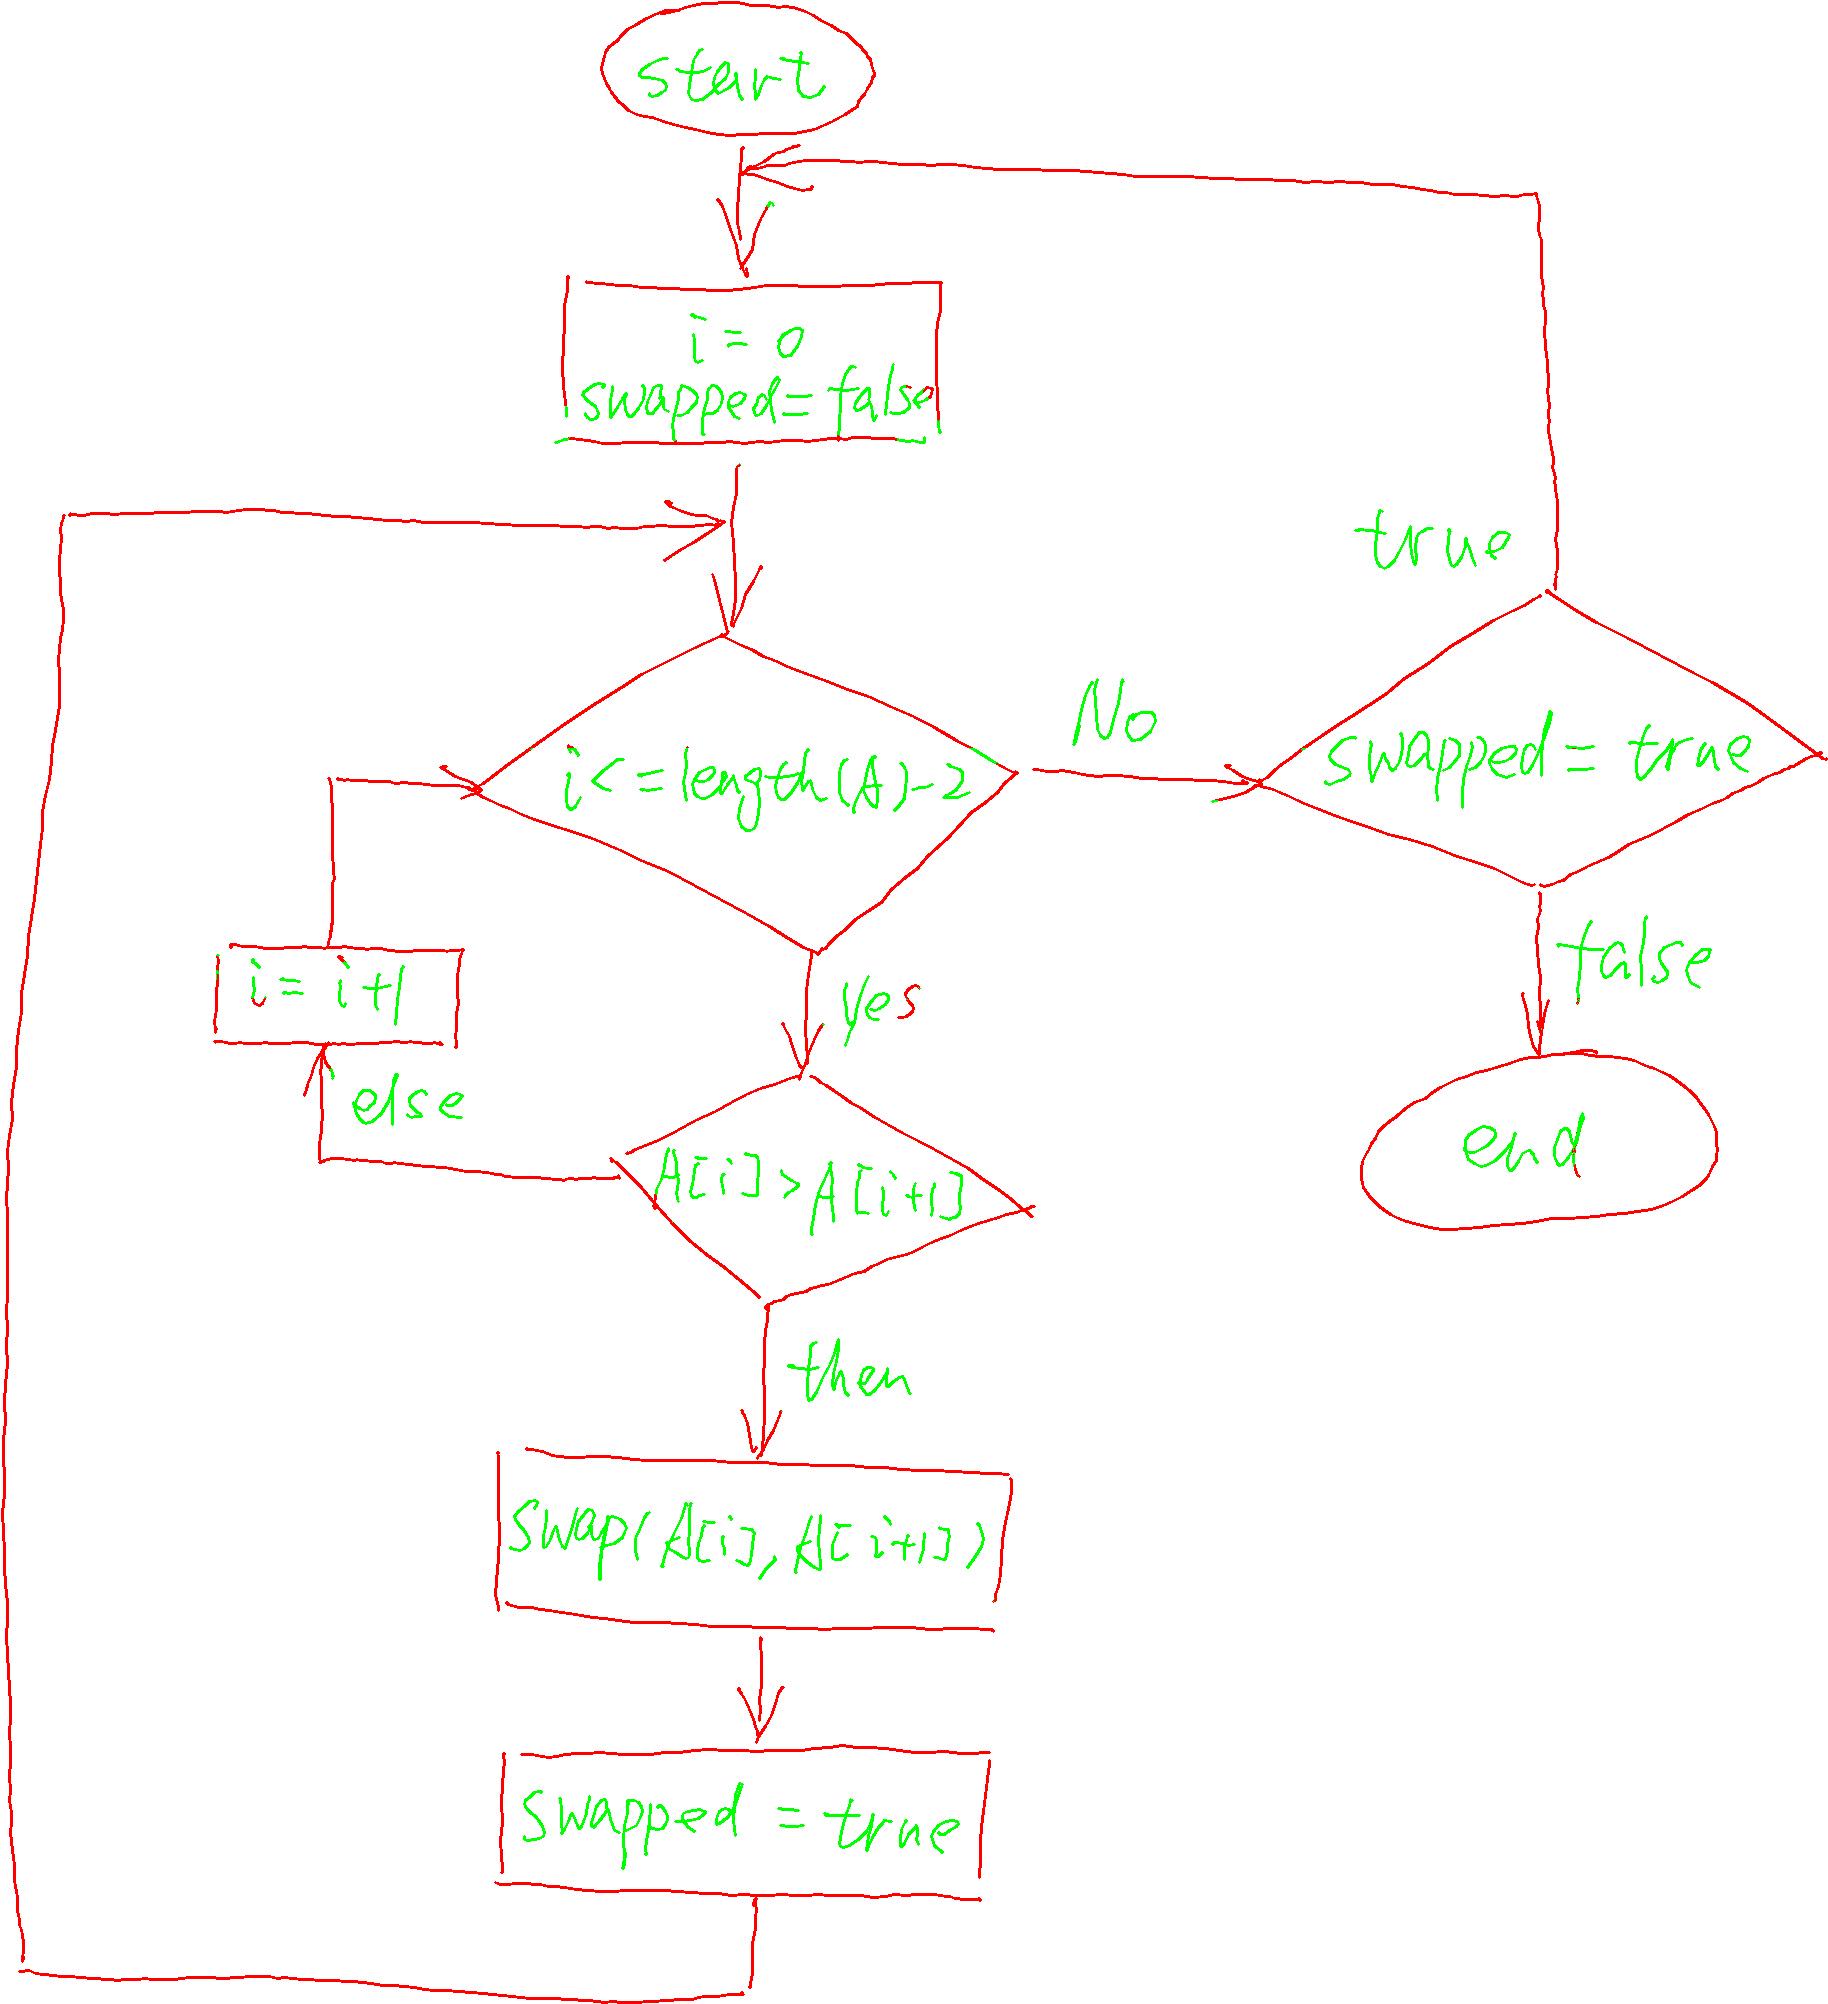 start
i = 0
swapped = false
true
No
i <= length(A) - 2
swapped = true
i = i+1
yes
false
else
A[i] > A[i+1]
end
then
swap(A[i], A[i+1])
swapped = true